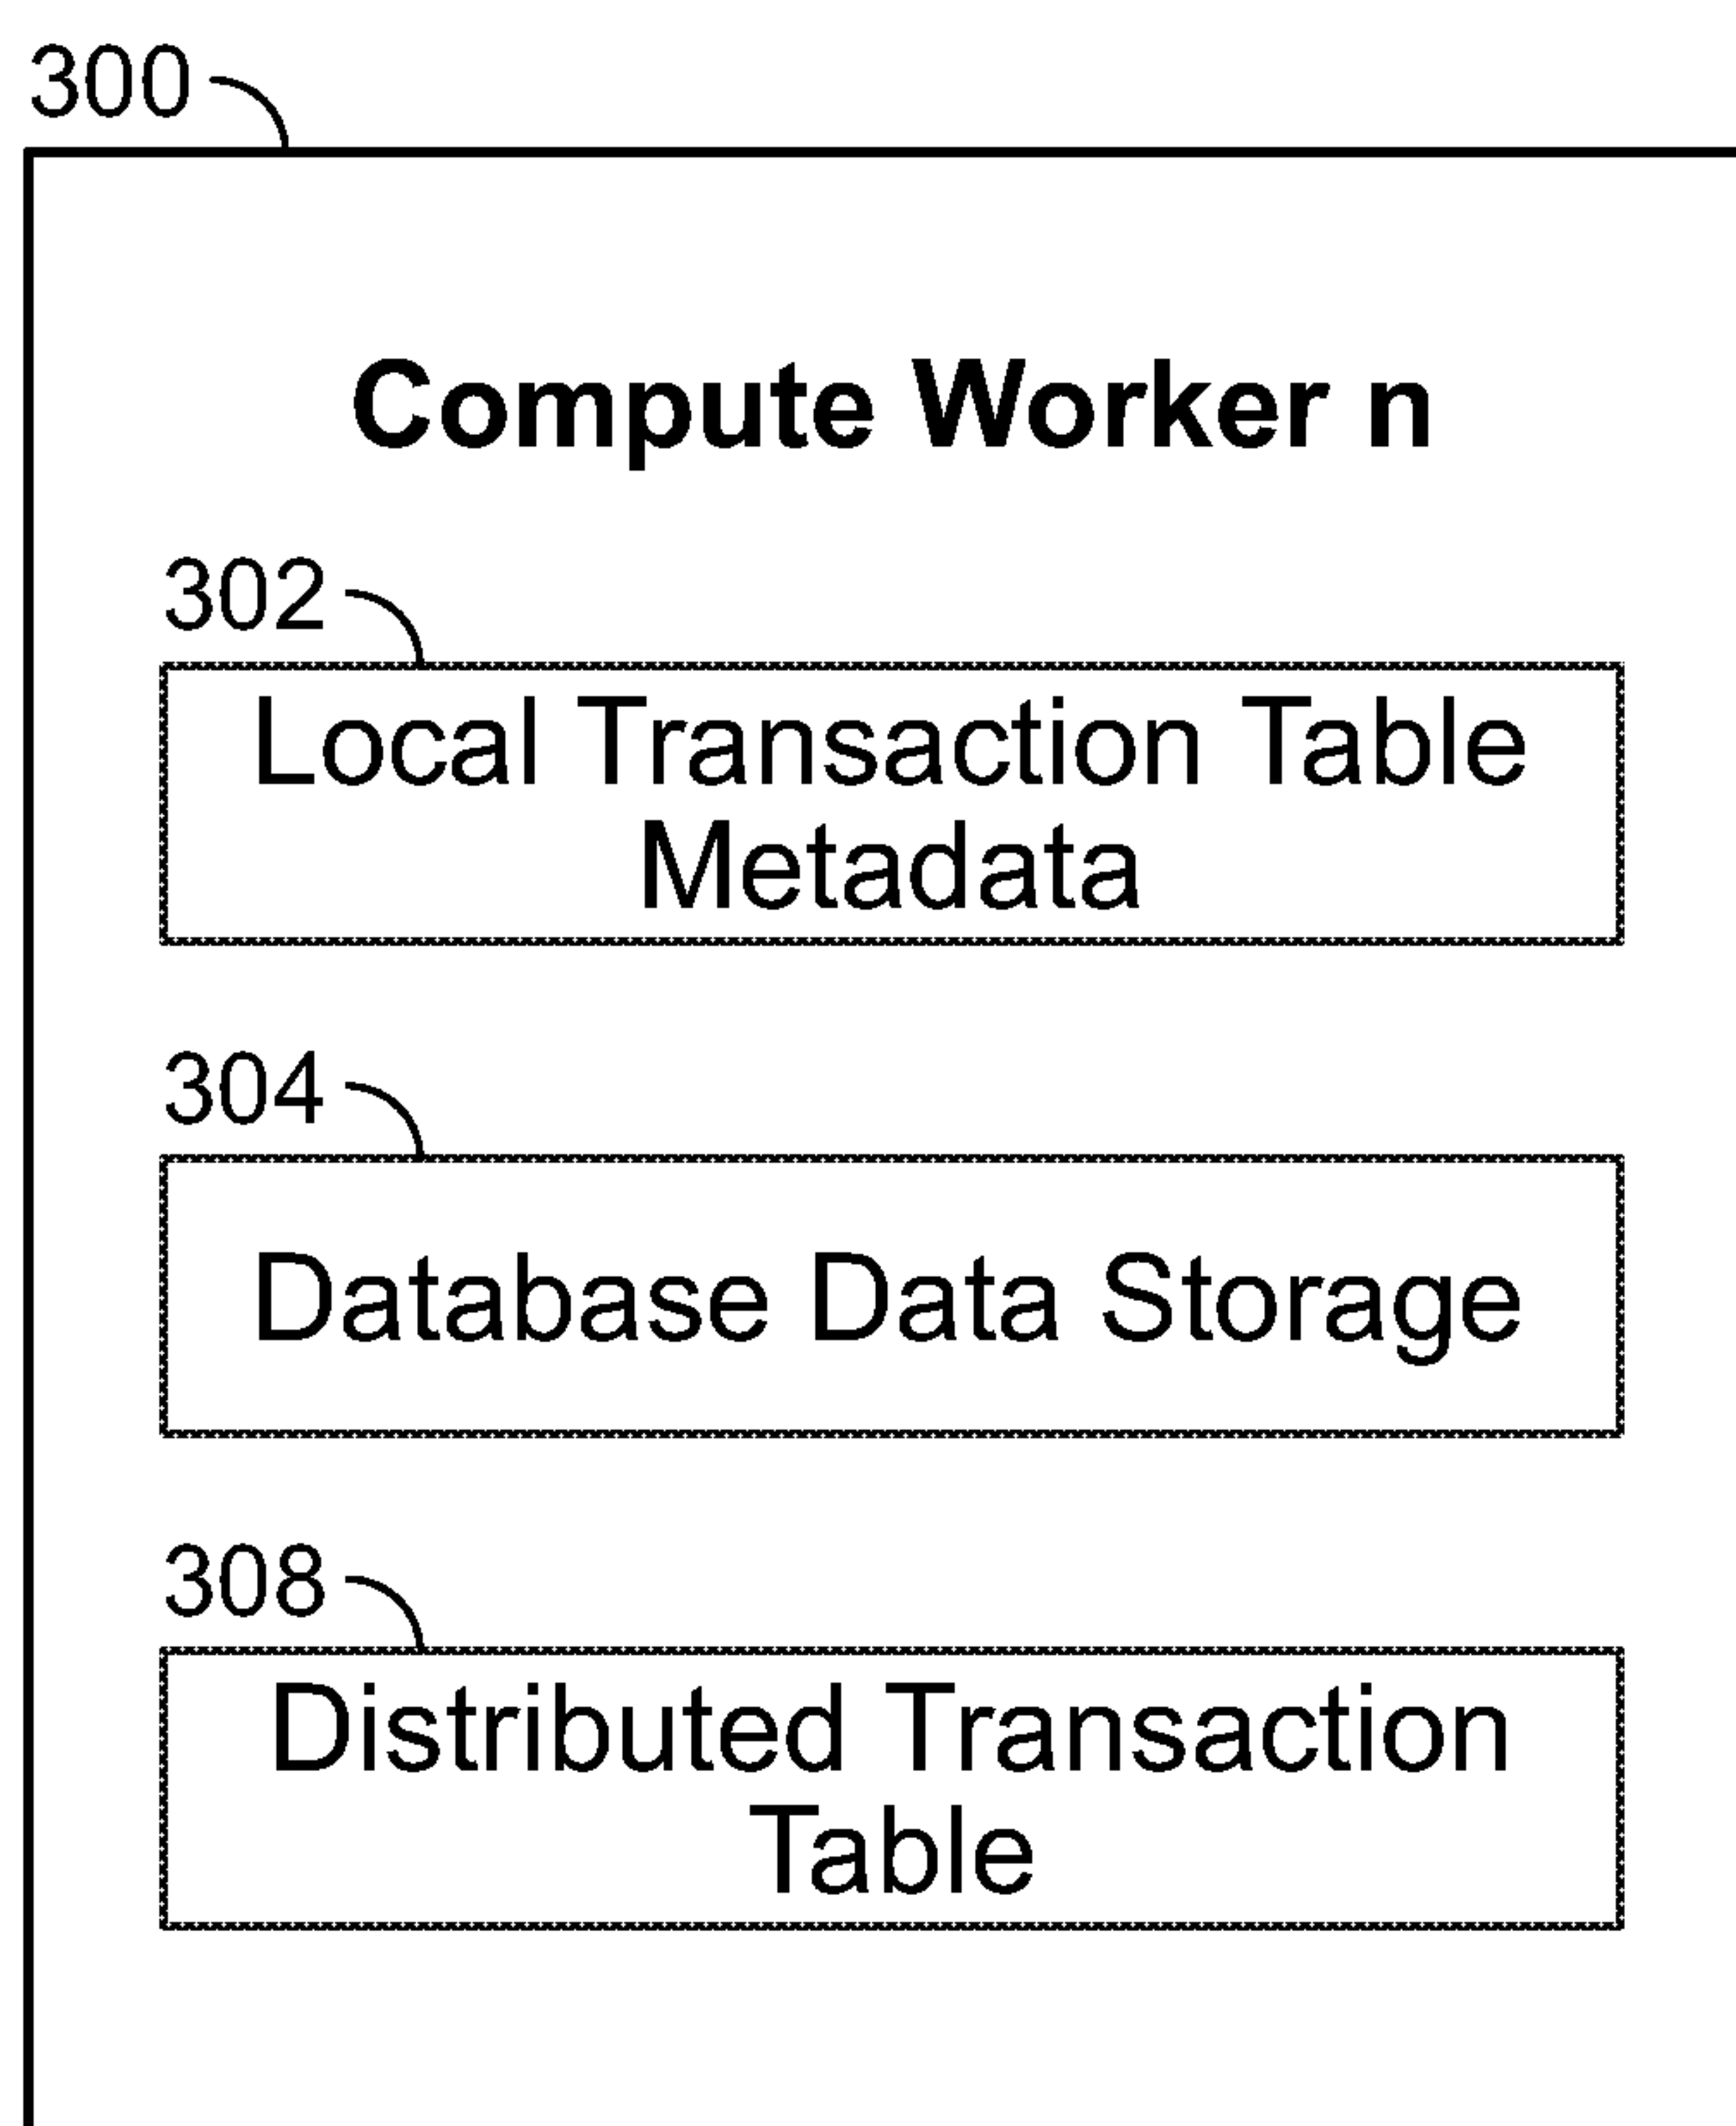 300
Compute Worker n
302
Local Transaction Table
Metadata
304
Database Data Storage
308
Distributed Transaction
Table